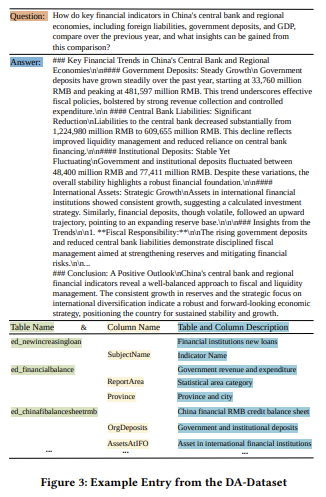 Question: How do key financial indicators in China's central bank and regional
economies, including foreign liabilities, government deposits, and GDP,
compare over the previous year, and what insights can be gained from
this comparison?
Answer: ### Key Financial Trends in China's Central Bank and Regional
Economies\n\n#### Government Deposits: Steady Growth\n Government
deposits have grown steadily over the past year, starting at 33,760 million
RMB and peaking at 481,597 million RMB. This trend underscores effective
fiscal policies, bolstered by strong revenue collection and controlled
expenditure.\n\n #### Central Bank Liabilities: Significant
Reduction\nLiabilities to the central bank decreased substantially from
1,224,980 million RMB to 609,655 million RMB. This decline reflects
improved liquidity management and reduced reliance on central bank
financing.\n\n#### Institutional Deposits: Stable Yet
Fluctuating\nGovernment and institutional deposits fluctuated between
48,400 million RMB and 77,411 million RMB. Despite these variations, the
overall stability highlights a robust financial foundation.\n\n####
International Assets: Strategic Growth\nAssets in international financial
institutions showed consistent growth, suggesting a calculated investment
strategy. Similarly, financial deposits, though volatile, followed an upward
trajectory, pointing to an expanding reserve base.\n\n\n### Insights from the
Trends\n\n1. **Fiscal Responsibility:**\n\nThe rising government deposits
and reduced central bank liabilities demonstrate disciplined fiscal
management aimed at strengthening reserves and mitigating financial
risks.\n\n...
### Conclusion: A Positive Outlook\nChina's central bank and regional
financial indicators reveal a well-balanced approach to fiscal and liquidity
management. The consistent growth in reserves and the strategic focus on
international diversification indicate a robust and forward-looking economic
strategy, positioning the country for sustained stability and growth.
Table Name & Column Name Table and Column Description
ed_newincreasingloan Financial institutions new loans
SubjectName Indicator Name
ed_financialbalance Government revenue and expenditure
ReportArea Statistical area category
Province Province and city
ed_chinafibalancesheetrmb China financial RMB credit balance sheet
OrgDeposits Government and institutional deposits
AssetsAtIFO Asset in international financial institutions
... ... ...
Figure 3: Example Entry from the DA-Dataset